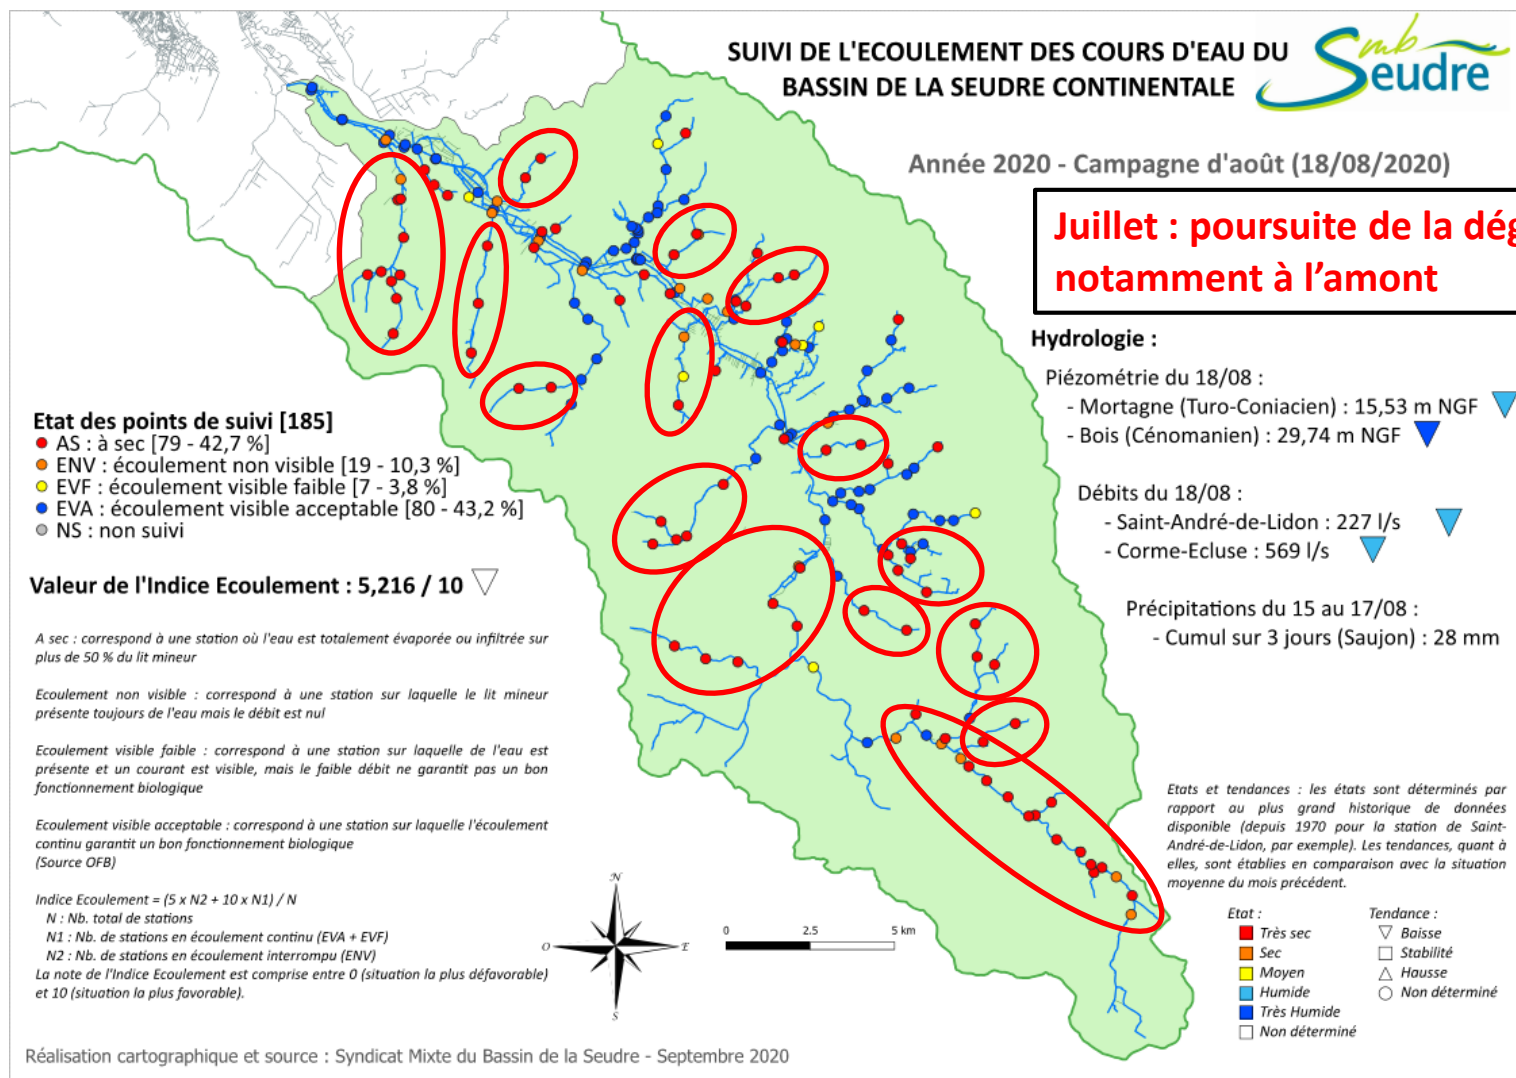 SUIVI DE L'ECOULEMENT DES COURS D'EAU DU
BASSIN DE LA SEUDRE CONTINENTALE
smb
Seudre
Année 2020 - Campagne d'août (18/08/2020)
Juillet : poursuite de la dég
notamment à l’amont
Hydrologie :
Piézométrie du 18/08 :
- Mortagne (Turo-Coniacien) : 15,53 m NGF
- Bois (Cénomanien) : 29,74 m NGF
Débits du 18/08 :
- Saint-André-de-Lidon : 227 l/s
- Corme-Ecluse : 569 l/s
Précipitations du 15 au 17/08 :
- Cumul sur 3 jours (Saujon) : 28 mm
Etat des points de suivi [185]
AS : à sec [79 - 42,7 %]
ENV : écoulement non visible [19 - 10,3 %]
EVF : écoulement visible faible [7 - 3,8 %]
EVA : écoulement visible acceptable [80 - 43,2 %]
NS : non suivi
Valeur de l'Indice Ecoulement : 5,216 / 10
A sec : correspond à une station où l'eau est totalement évaporée ou infiltrée sur
plus de 50 % du lit mineur
Ecoulement non visible : correspond à une station sur laquelle le lit mineur
présente toujours de l'eau mais le débit est nul
Ecoulement visible faible : correspond à une station sur laquelle de l'eau est
présente et un courant est visible, mais le faible débit ne garantit pas un bon
fonctionnement biologique
Ecoulement visible acceptable : correspond à une station sur laquelle l'écoulement
continu garantit un bon fonctionnement biologique
(Source OFB)
Indice Ecoulement = (5 x N2 + 10 x N1) / N
N : Nb. total de stations
N1 : Nb. de stations en écoulement continu (EVA + EVF)
N2 : Nb. de stations en écoulement interrompu (ENV)
La note de l'Indice Ecoulement est comprise entre 0 (situation la plus défavorable)
et 10 (situation la plus favorable).
N
O
E
S
0 2.5 5 km
Etats et tendances : les états sont déterminés par
rapport au plus grand historique de données
disponible (depuis 1970 pour la station de Saint-
André-de-Lidon, par exemple). Les tendances, quant à
elles, sont établies en comparaison avec la situation
moyenne du mois précédent.
Etat :
Très sec
Sec
Moyen
Humide
Très Humide
Non déterminé
Tendance :
Baisse
Stabilité
Hausse
Non déterminé
Réalisation cartographique et source : Syndicat Mixte du Bassin de la Seudre - Septembre 2020